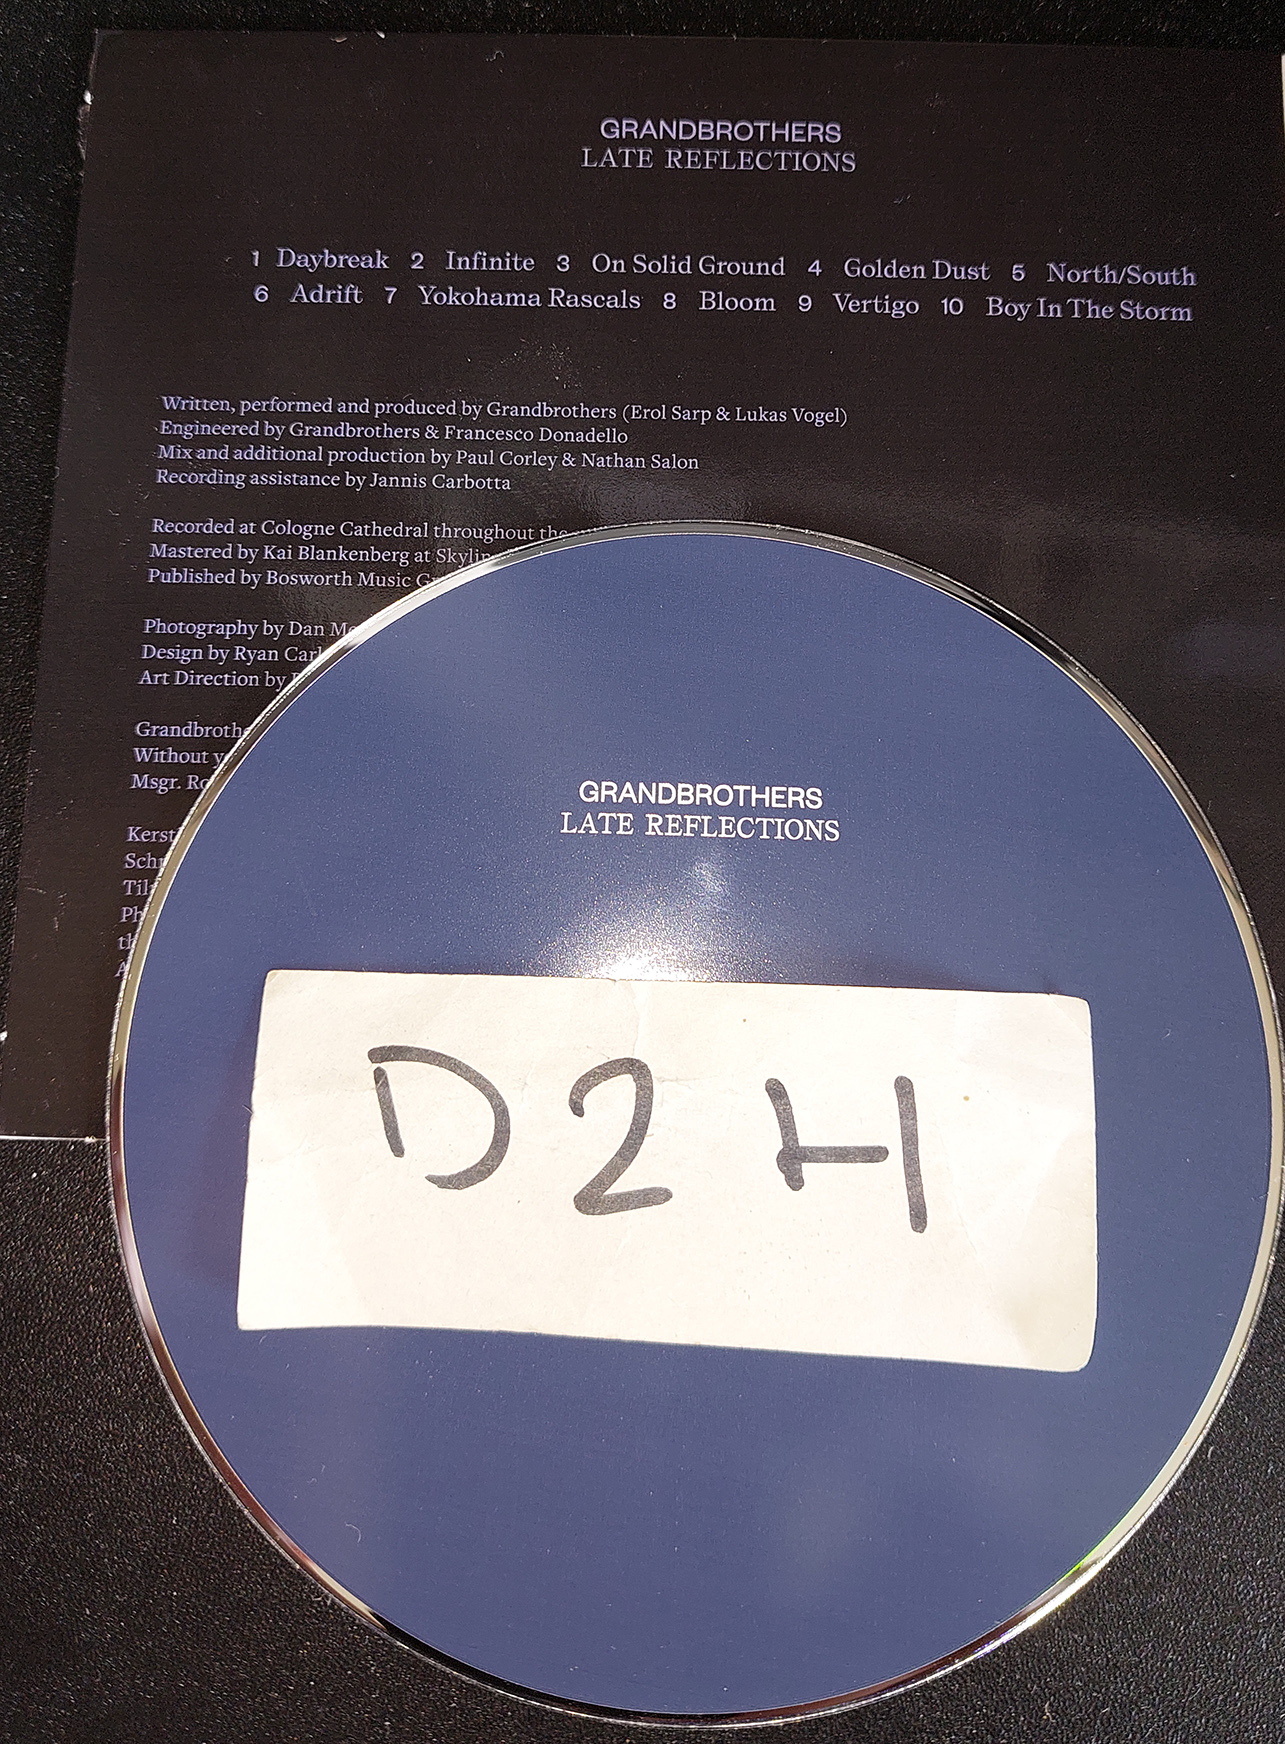 GRANDBROTHERS
LATE REFLECTIONS
1 Daybreak 2 Infinite 3 On Solid Ground 4 Golden Dust 5 North/South
6 Adrift 7 Yokohama Rascals 8 Bloom 9 Vertigo 10 Boy In The Storm
Written, performed and produced by Grandbrothers (Erol Sarp & Lukas Vogel)
Engineered by Grandbrothers & Francesco Donadello
Mix and additional production by Paul Corley & Nathan Salon
Recording assistance by Jannis Carbotta
Recorded at Cologne Cathedral throughout the
Mastered by Kai Blankenberg at
Published by Bosworth Music
Photography by Dan
Design by Ryan
Art Direction by
Without
Msgr.
GRANDBROTHERS
LATE REFLECTIONS
D2H